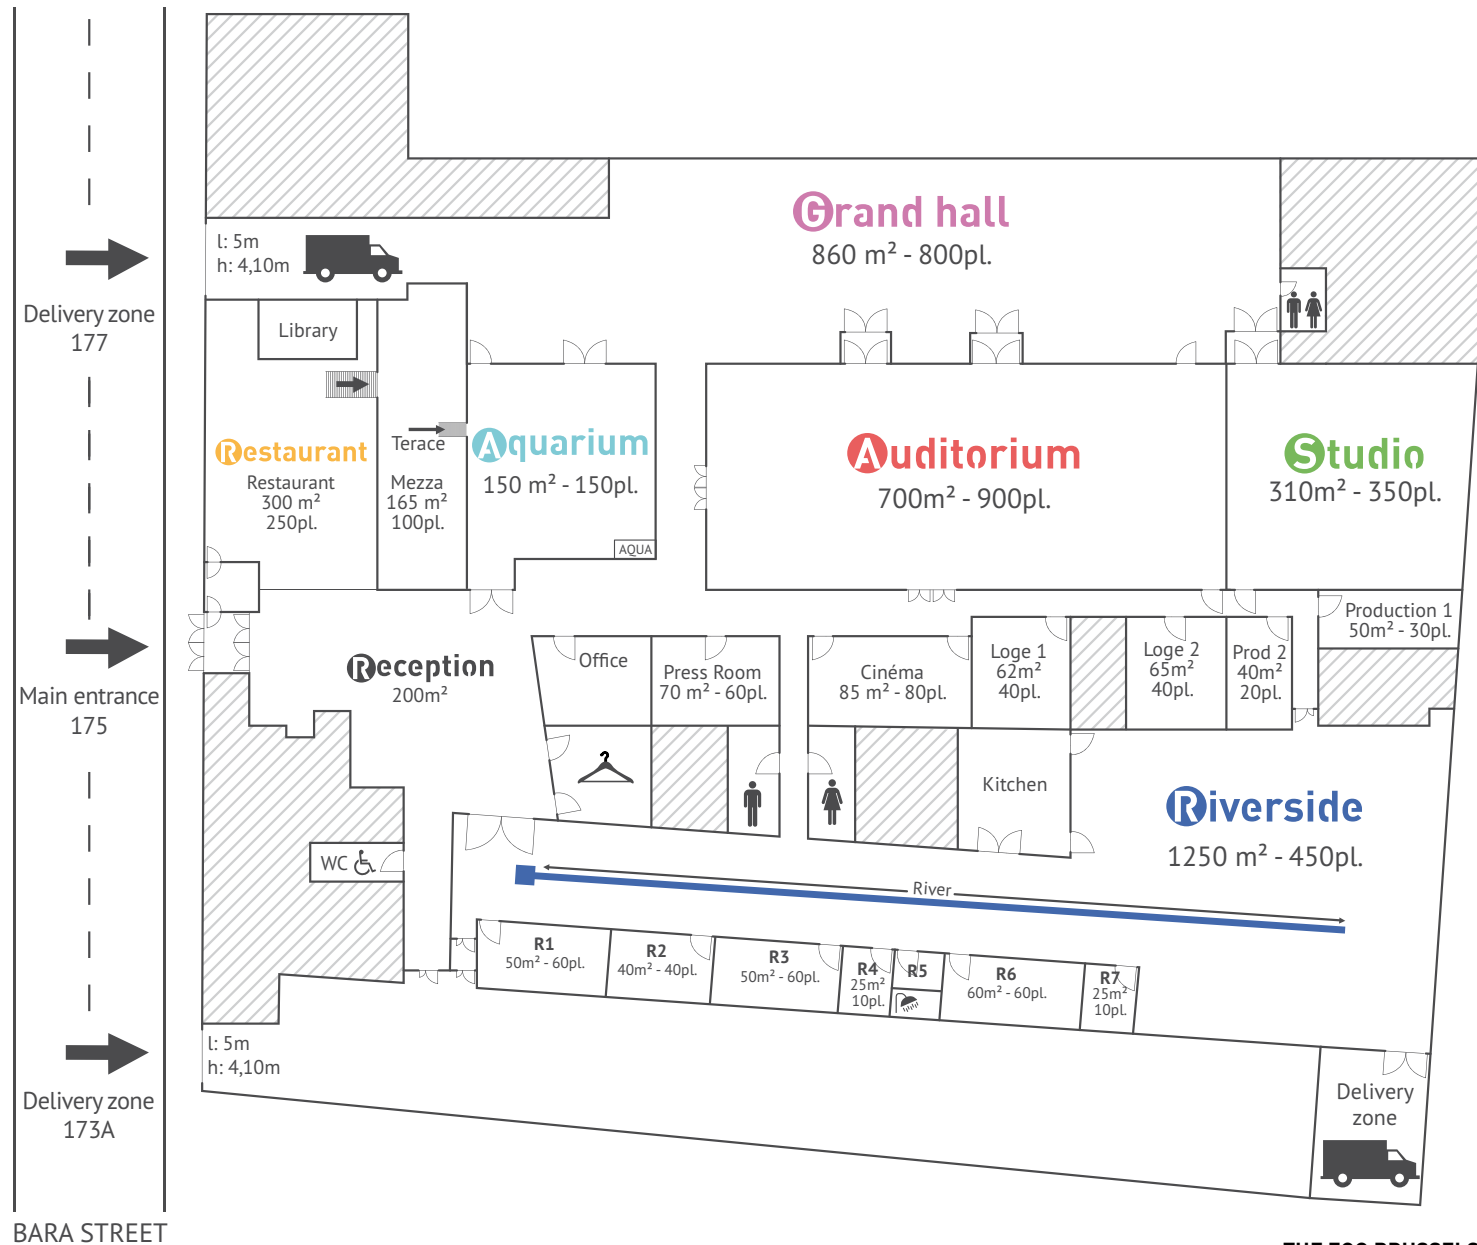 Grand hall
860 m² - 800pl.
l: 5m
h: 4,10m
Delivery zone
177
Library
Restaurant
Restaurant
300 m²
250pl.
Terace
Mezza
165 m²
100pl.
Aquarium
150 m² - 150pl.
AQUA
Auditorium
700m² - 900pl.
Studio
310m² - 350pl.
Main entrance
175
Reception
200m²
Office
Press Room
70 m² - 60pl.
Cinéma
85 m² - 80pl.
Loge 1
62m²
40pl.
Loge 2
65m²
40pl.
Prod 2
40m²
20pl.
Production 1
50m² - 30pl.
Kitchen
Riverside
1250 m² - 450pl.
WC
River
R1
50m² - 60pl.
R2
40m² - 40pl.
R3
50m² - 60pl.
R4
25m²
10pl.
R5
R6
60m² - 60pl.
R7
25m²
10pl.
l: 5m
h: 4,10m
Delivery zone
173A
Delivery
zone
BARA STREET